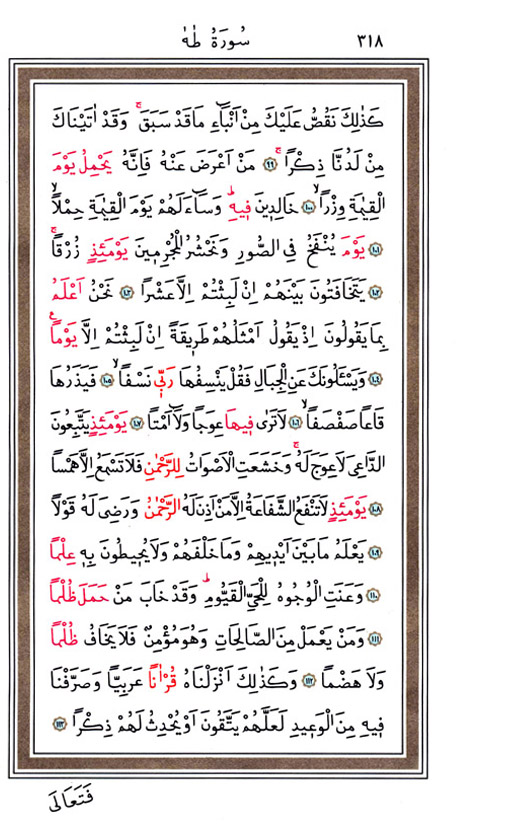 ٣١٨ سُورَةُ طٰهٰ
كَذٰلِكَ نَقُصُّ عَلَيْكَ مِنْ اَنْبَٓاءِ مَا قَدْ سَبَقَۚ وَقَدْ اٰتَيْنَاكَ
مِنْ لَدُنَّا ذِكْرًاۚ ﴿٩٩﴾ مَنْ اَعْرَضَ عَنْهُ فَاِنَّهُ يَحْمِلُ يَوْمَ
الْقِيٰمَةِ وِزْرًاۙ ﴿١٠٠﴾ خَالِدٖينَ فٖيهِۜ وَسَٓاءَ لَهُمْ يَوْمَ الْقِيٰمَةِ حِمْلًاۙ
﴿١٠١﴾ يَوْمَ يُنْفَخُ فِي الصُّورِ وَنَحْشُرُ الْمُجْرِمٖينَ يَوْمَئِذٍ زُرْقًاۚ
﴿١٠٢﴾ يَتَخَافَتُونَ بَيْنَهُمْ اِنْ لَبِثْتُمْ اِلَّا عَشْرًا ﴿١٠٣﴾ نَحْنُ اَعْلَمُ
بِمَا يَقُولُونَ اِذْ يَقُولُ اَمْثَلُهُمْ طَرٖيقَةً اِنْ لَبِثْتُمْ اِلَّا يَوْمًاࣖ
﴿١٠٤﴾ وَيَسْـَٔلُونَكَ عَنِ الْجِبَالِ فَقُلْ يَنْسِفُهَا رَبّٖي نَسْفًاۙ ﴿١٠٥﴾ فَيَذَرُهَا
قَاعًا صَفْصَفًاۙ ﴿١٠٦﴾ لَا تَرٰى فٖيهَا عِوَجًا وَلَٓا اَمْتًا ﴿١٠٧﴾ يَوْمَئِذٍ يَتَّبِعُونَ
الدَّاعِيَ لَا عِوَجَ لَهُۚ وَخَشَعَتِ الْاَصْوَاتُ لِلرَّحْمٰنِ فَلَا تَسْمَعُ اِلَّا هَمْسًا
﴿١٠٨﴾ يَوْمَئِذٍ لَا تَنْفَعُ الشَّفَاعَةُ اِلَّا مَنْ اَذِنَ لَهُ الرَّحْمٰنُ وَرَضِيَ لَهُ قَوْلًا
﴿١٠٩﴾ يَعْلَمُ مَا بَيْنَ اَيْدٖيهِمْ وَمَا خَلْفَهُمْ وَلَا يُحٖيطُونَ بِهٖ عِلْمًا
﴿١١٠﴾ وَعَنَتِ الْوُجُوهُ لِلْحَيِّ الْقَيُّومِۜ وَقَدْ خَابَ مَنْ حَمَلَ ظُلْمًا
﴿١١١﴾ وَمَنْ يَعْمَلْ مِنَ الصَّالِحَاتِ وَهُوَ مُؤْمِنٌ فَلَا يَخَافُ ظُلْمًا
وَلَا هَضْمًا ﴿١١٢﴾ وَكَذٰلِكَ اَنْزَلْنَاهُ قُرْاٰنًا عَرَبِيًّا وَصَرَّفْنَا
فٖيهِ مِنَ الْوَعٖيدِ لَعَلَّهُمْ يَتَّقُونَ اَوْ يُحْدِثُ لَهُمْ ذِكْرًا ﴿١١٣﴾
فَتَعَالَى